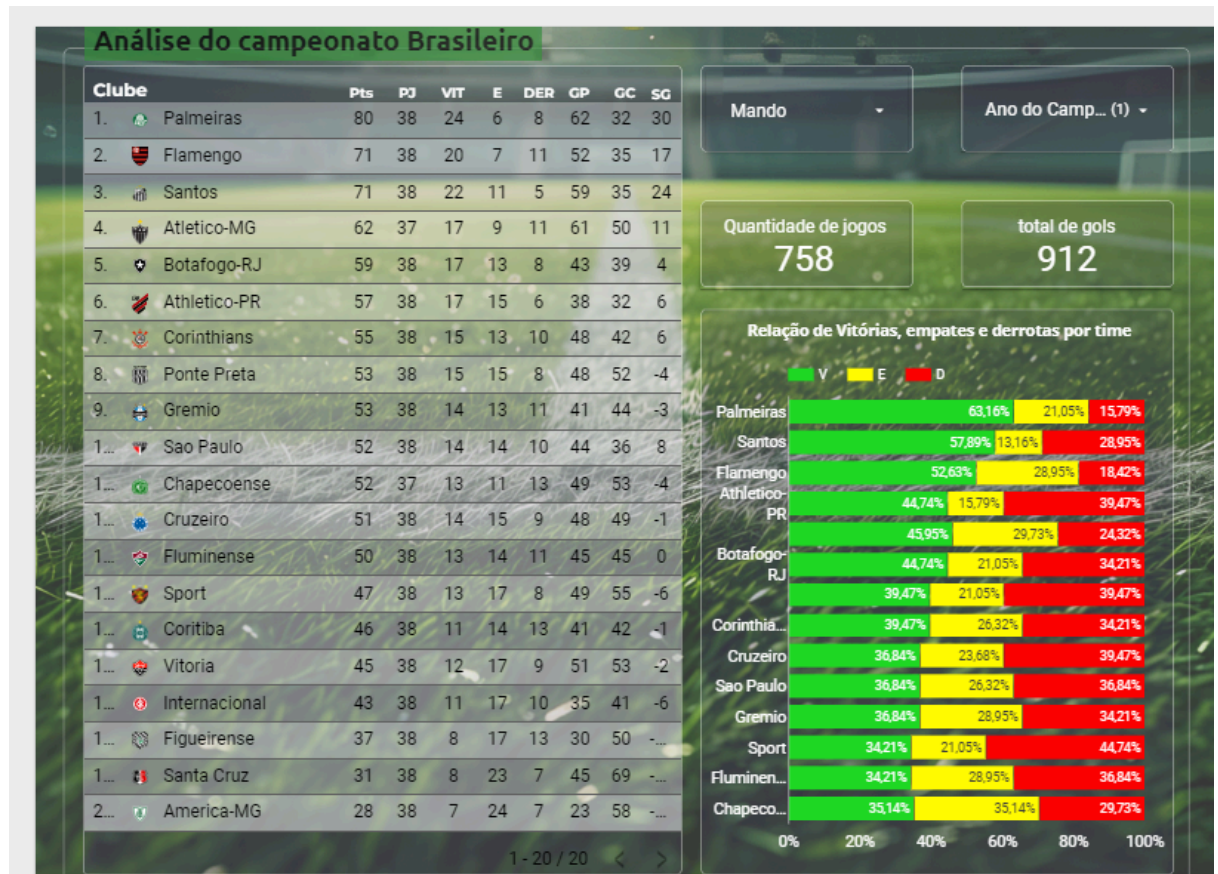 Análise do campeonato Brasileiro
Clube Pts PJ VIT E DER GP GC SG
1. Palmeiras 80 38 24 6 8 62 32 30
2. Flamengo 71 38 20 7 11 52 35 17
3. Santos 71 38 22 11 5 59 35 24
4. Atletico-MG 62 37 17 9 11 61 50 11
5. Botafogo-RJ 59 38 17 13 8 43 39 4
6. Athletico-PR 57 38 17 15 6 38 32 6
7. Corinthians 55 38 15 13 10 48 42 6
8. Ponte Preta 53 38 15 15 8 48 52 -4
9. Gremio 53 38 14 13 11 41 44 -3
1... Sao Paulo 52 38 14 14 10 44 36 8
1... Chapecoense 52 37 13 11 13 49 53 -4
1... Cruzeiro 51 38 14 15 9 48 49 -1
1... Fluminense 50 38 13 14 11 45 45 0
1... Sport 47 38 13 17 8 49 55 -6
1... Coritiba 46 38 11 14 13 41 42 -1
1... Vitoria 45 38 12 17 9 51 53 -2
1... Internacional 43 38 11 17 10 35 41 -6
1... Figueirense 37 38 8 17 13 30 50 -...
1... Santa Cruz 31 38 8 23 7 45 69 -...
2... America-MG 28 38 7 24 7 23 58 -...
1 - 20 / 20 < >
Mando
Ano do Camp... (1)
Quantidade de jogos
758
total de gols
912
Relação de Vitórias, empates e derrotas por time
V E D
Palmeiras 63,16% 21,05% 15,79%
Santos 57,89% 13,16% 28,95%
Flamengo 52,63% 28,95% 18,42%
Athletico-
PR 44,74% 15,79% 39,47%
45,95% 29,73% 24,32%
Botafogo-
RJ 44,74% 21,05% 34,21%
39,47% 21,05% 39,47%
Corinthia... 39,47% 26,32% 34,21%
Cruzeiro 36,84% 23,68% 39,47%
Sao Paulo 36,84% 26,32% 36,84%
Gremio 36,84% 28,95% 34,21%
Sport 34,21% 21,05% 44,74%
Fluminen... 34,21% 28,95% 36,84%
Chapeco... 35,14% 35,14% 29,73%
0% 20% 40% 60% 80% 100%